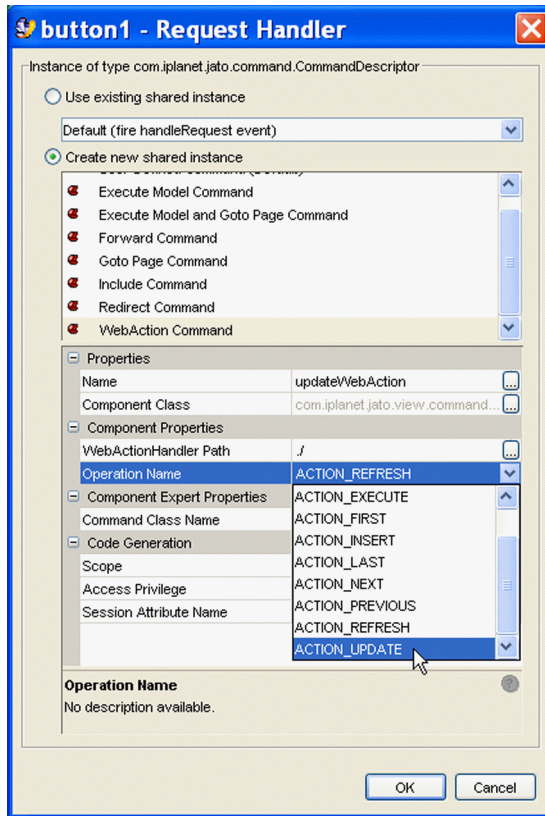 button1 - Request Handler
Instance of type com.iplanet.jato.command.CommandDescriptor
Use existing shared instance
Default (fire handleRequest event)
Create new shared instance
Execute Model Command
Execute Model and Goto Page Command
Forward Command
Goto Page Command
Include Command
Redirect Command
WebAction Command
Properties
Name updateWebAction ...
Component Class com.iplanet.jato.view.command... ...
Component Properties
WebActionHandler Path ./ ...
Operation Name ACTION_REFRESH
Component Expert Properties ACTION_EXECUTE
Command Class Name ACTION_FIRST
Code Generation ACTION_INSERT
Scope ACTION_LAST
Access Privilege ACTION_NEXT
Session Attribute Name ACTION_PREVIOUS
ACTION_REFRESH
ACTION_UPDATE
Operation Name ?
No description available.
OK Cancel